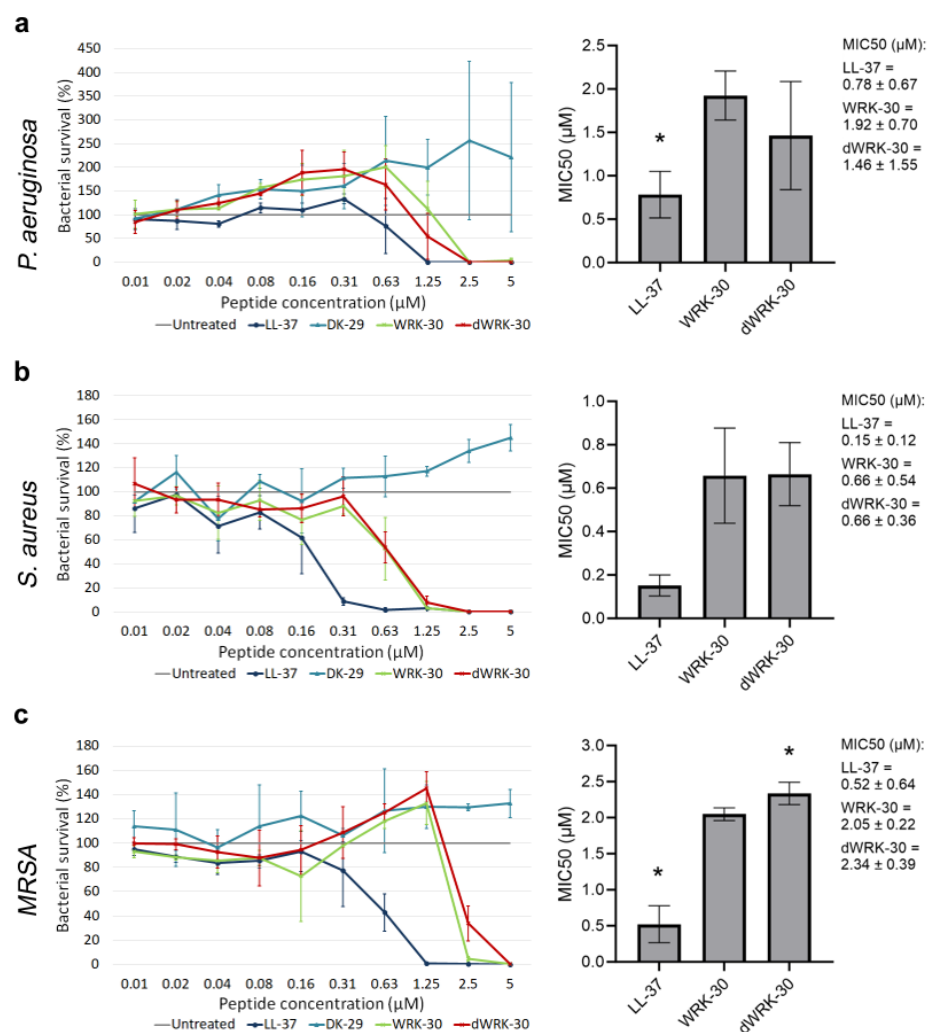 a
P. aeruginosa
Bacterial survival (%)
450
400
350
300
250
200
150
100
50
0
0.01 0.02 0.04 0.08 0.16 0.31 0.63 1.25 2.5 5
Peptide concentration (µM)
Untreated LL-37 DK-29 WRK-30 dWRK-30
MIC50 (µM)
2.5
2.0
1.5
1.0
0.5
0.0
*
LL-37 WRK-30 dWRK-30
MIC50 (µM):
LL-37 =
0.78 ± 0.67
WRK-30 =
1.92 ± 0.70
dWRK-30 =
1.46 ± 1.55
b
S. aureus
Bacterial survival (%)
180
160
140
120
100
80
60
40
20
0
0.01 0.02 0.04 0.08 0.16 0.31 0.63 1.25 2.5 5
Peptide concentration (µM)
Untreated LL-37 DK-29 WRK-30 dWRK-30
MIC50 (µM)
1.0
0.8
0.6
0.4
0.2
0.0
LL-37 WRK-30 dWRK-30
MIC50 (µM):
LL-37 =
0.15 ± 0.12
WRK-30 =
0.66 ± 0.54
dWRK-30 =
0.66 ± 0.36
c
MRSA
Bacterial survival (%)
180
160
140
120
100
80
60
40
20
0
0.01 0.02 0.04 0.08 0.16 0.31 0.63 1.25 2.5 5
Peptide concentration (µM)
Untreated LL-37 DK-29 WRK-30 dWRK-30
MIC50 (µM)
3.0
2.5
2.0
1.5
1.0
0.5
0.0
* *
LL-37 WRK-30 dWRK-30
MIC50 (µM):
LL-37 =
0.52 ± 0.64
WRK-30 =
2.05 ± 0.22
dWRK-30 =
2.34 ± 0.39